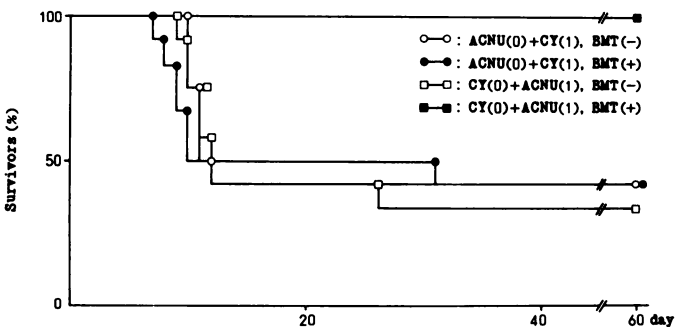 100
○—○ : ACNU(0)+CY(1), BMT(-)
●—● : ACNU(0)+CY(1), BMT(+)
□—□ : CY(0)+ACNU(1), BMT(-)
■—■ : CY(0)+ACNU(1), BMT(+)
Survivors (%)
50
0
20
40
60 day